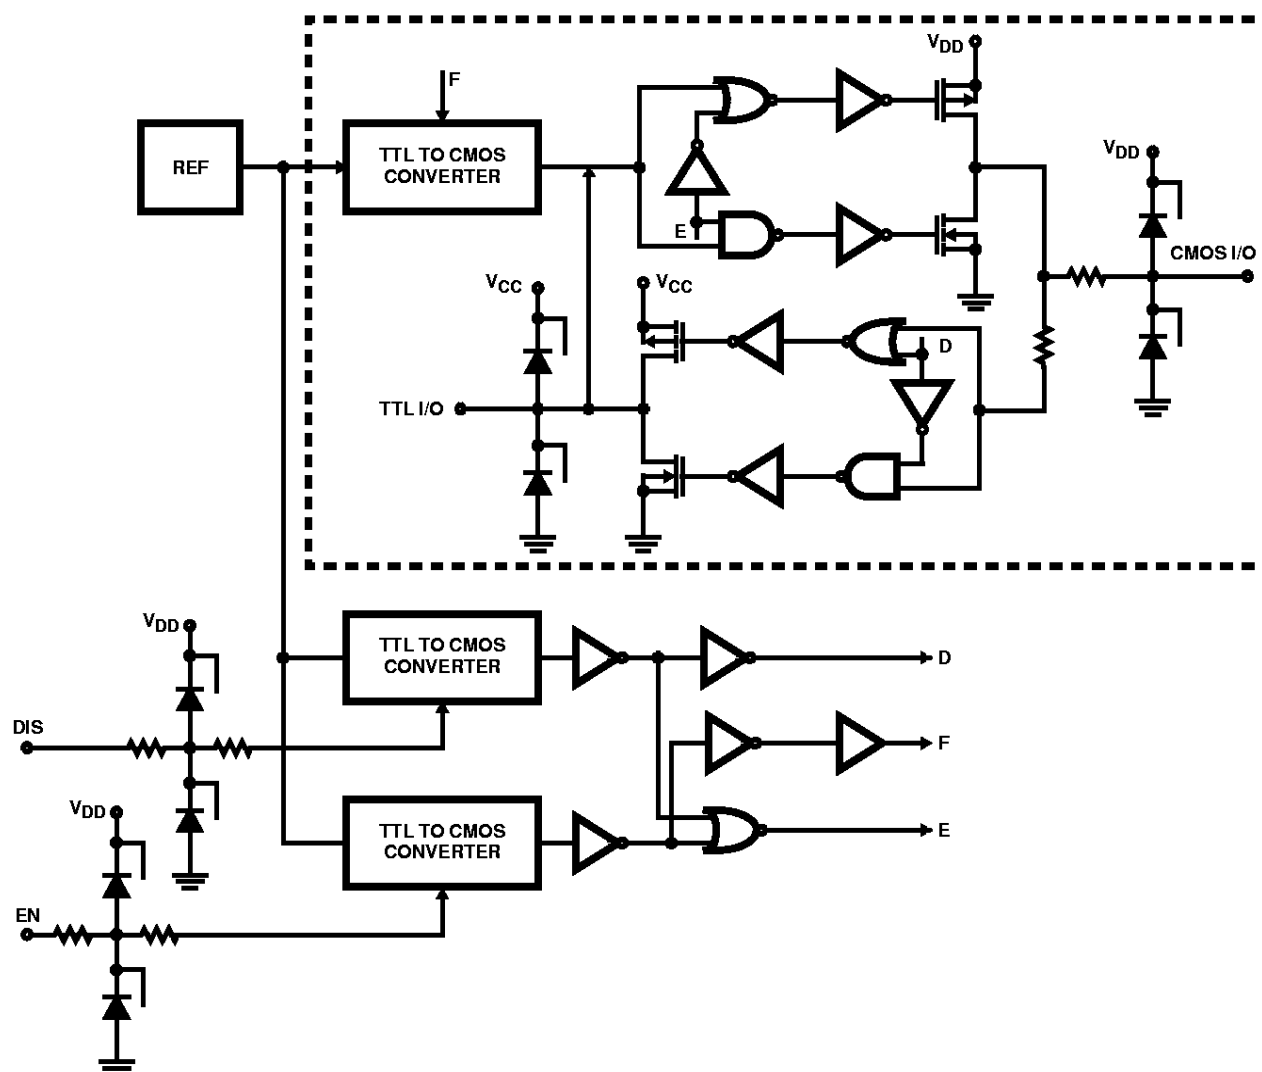 VDD
F
REF
TTL TO CMOS
CONVERTER
VDD
E
CMOS I/O
VCC
VCC
D
TTL I/O
VDD
TTL TO CMOS
CONVERTER
D
DIS
F
VDD
TTL TO CMOS
CONVERTER
E
EN